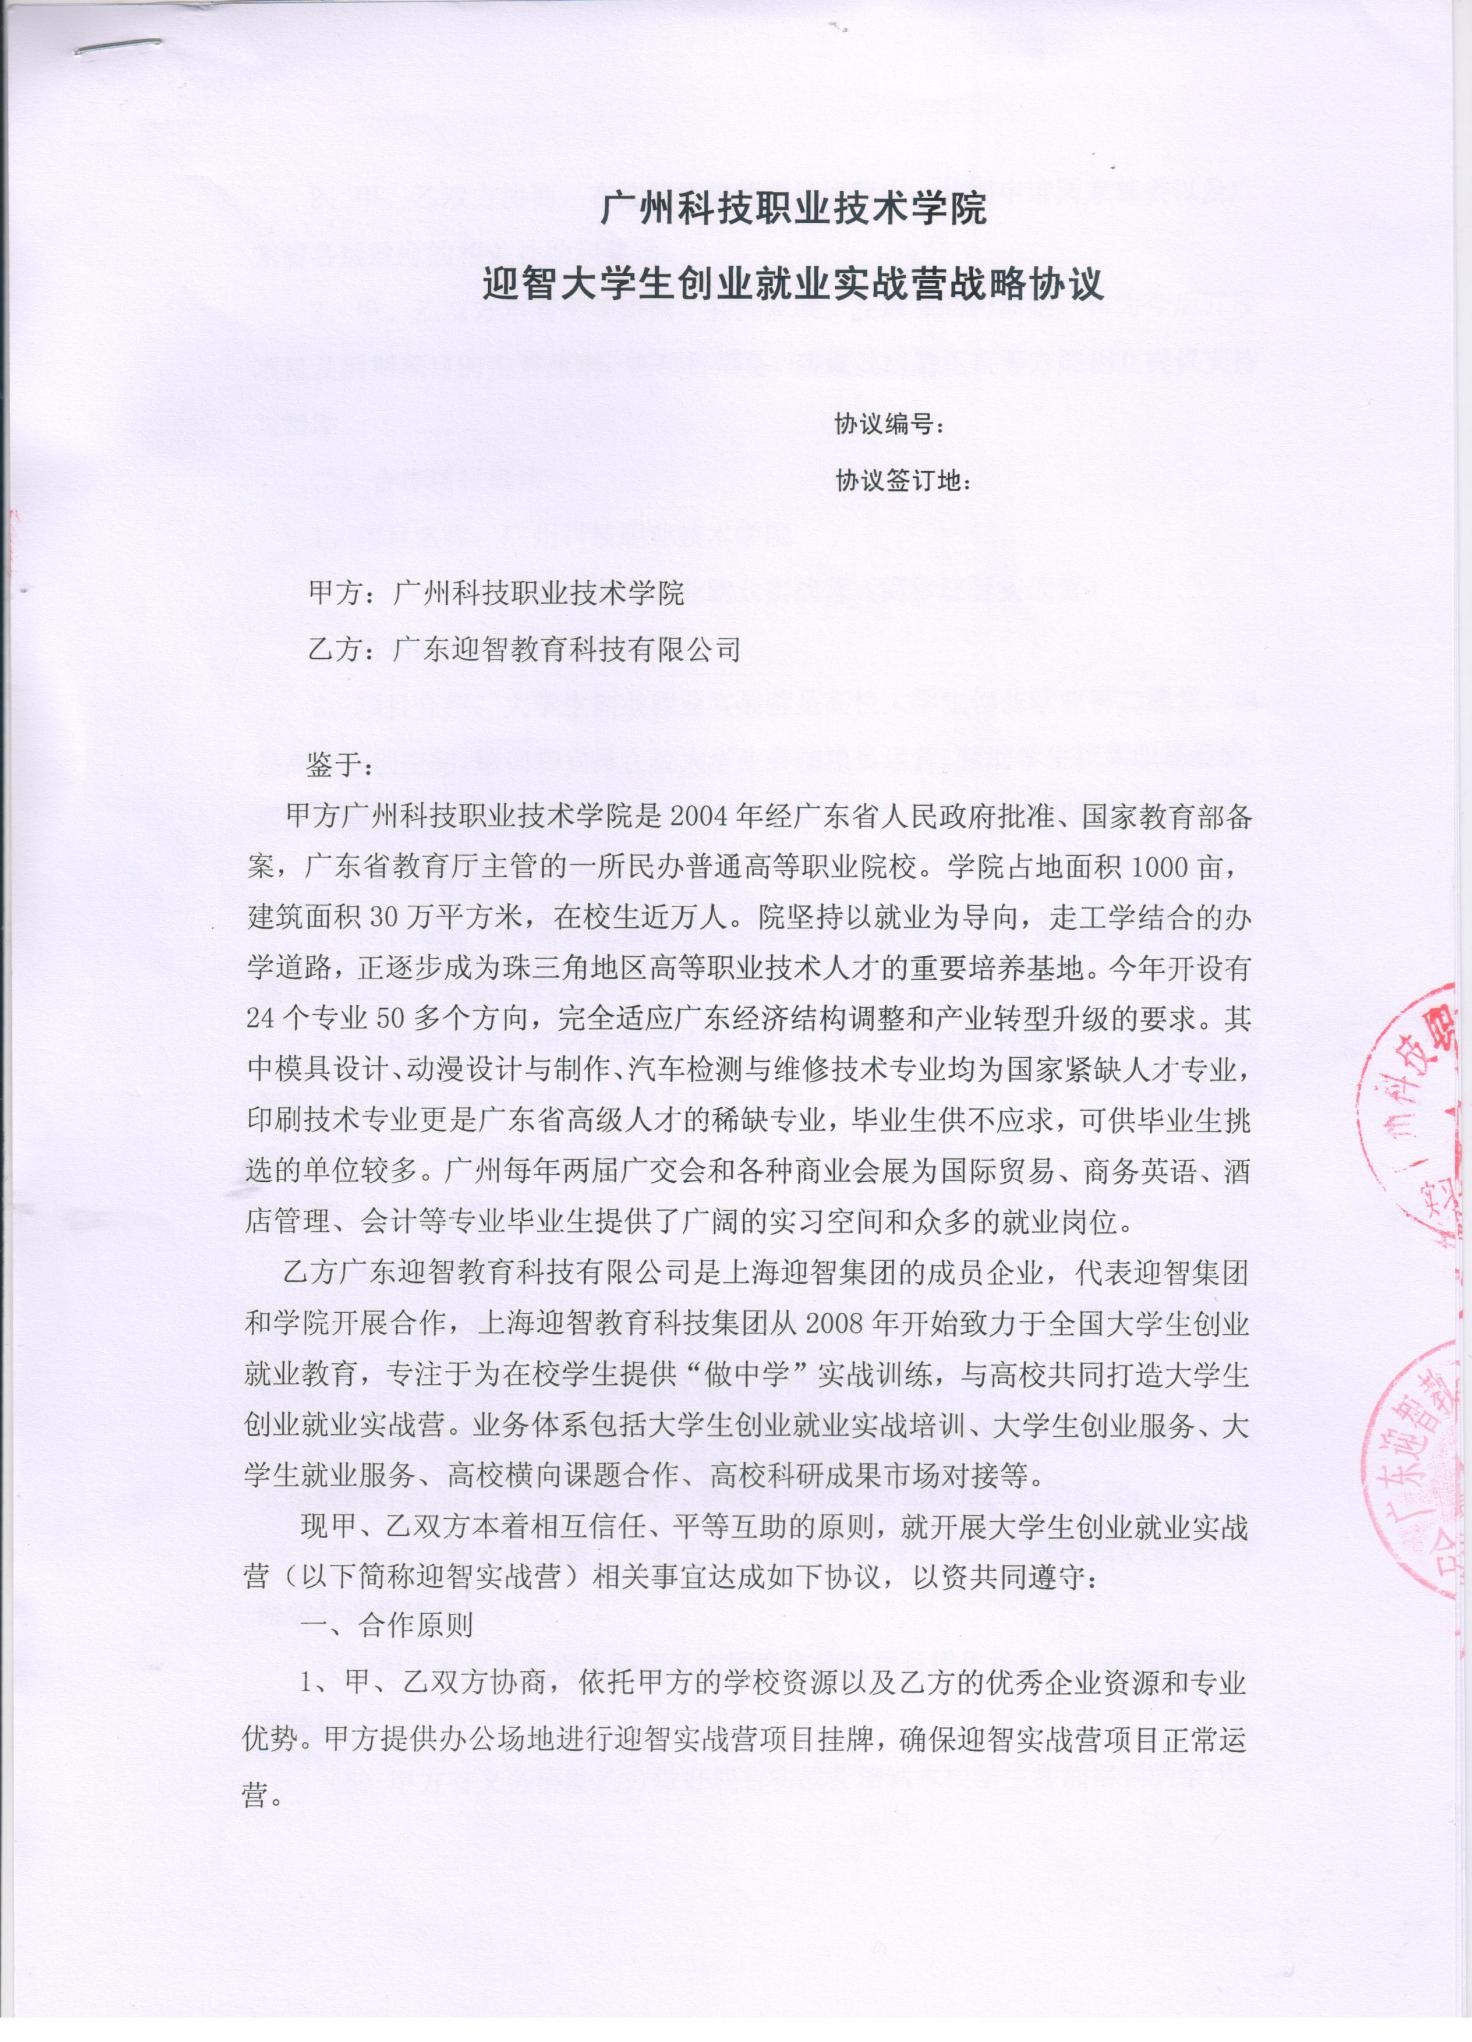 广州科技职业技术学院
迎智大学生创业就业实战营战略协议
协议编号：
协议签订地：
甲方：广州科技职业技术学院
乙方：广东迎智教育科技有限公司
鉴于：
甲方广州科技职业技术学院是 2004 年经广东省人民政府批准、国家教育部备
案，广东省教育厅主管的一所民办普通高等职业院校。学院占地面积 1000 亩，
建筑面积 30 万平方米，在校生近万人。院坚持以就业为导向，走工学结合的办
学道路，正逐步成为珠三角地区高等职业技术人才的重要培养基地。今年开设有
24 个专业 50 多个方向，完全适应广东经济结构调整和产业转型升级的要求。其
中模具设计、动漫设计与制作、汽车检测与维修技术专业均为国家紧缺人才专业，
印刷技术专业更是广东省高级人才的稀缺专业，毕业生供不应求，可供毕业生挑
选的单位较多。广州每年两届广交会和各种商业会展为国际贸易、商务英语、酒
店管理、会计等专业毕业生提供了广阔的实习空间和众多的就业岗位。
乙方广东迎智教育科技有限公司是上海迎智集团的成员企业，代表迎智集团
和学院开展合作，上海迎智教育科技集团从 2008 年开始致力于全国大学生创业
就业教育，专注于为在校学生提供“做中学”实战训练，与高校共同打造大学生
创业就业实战营。业务体系包括大学生创业就业实战培训、大学生创业服务、大
学生就业服务、高校横向课题合作、高校科研成果市场对接等。
现甲、乙双方本着相互信任、平等互助的原则，就开展大学生创业就业实战
营（以下简称迎智实战营）相关事宜达成如下协议，以资共同遵守：
一、合作原则
1、甲、乙双方协商，依托甲方的学校资源以及乙方的优秀企业资源和专业
优势。甲方提供办公场地进行迎智实战营项目挂牌，确保迎智实战营项目正常运
营。
州科技职
实习
广东迎智教
合